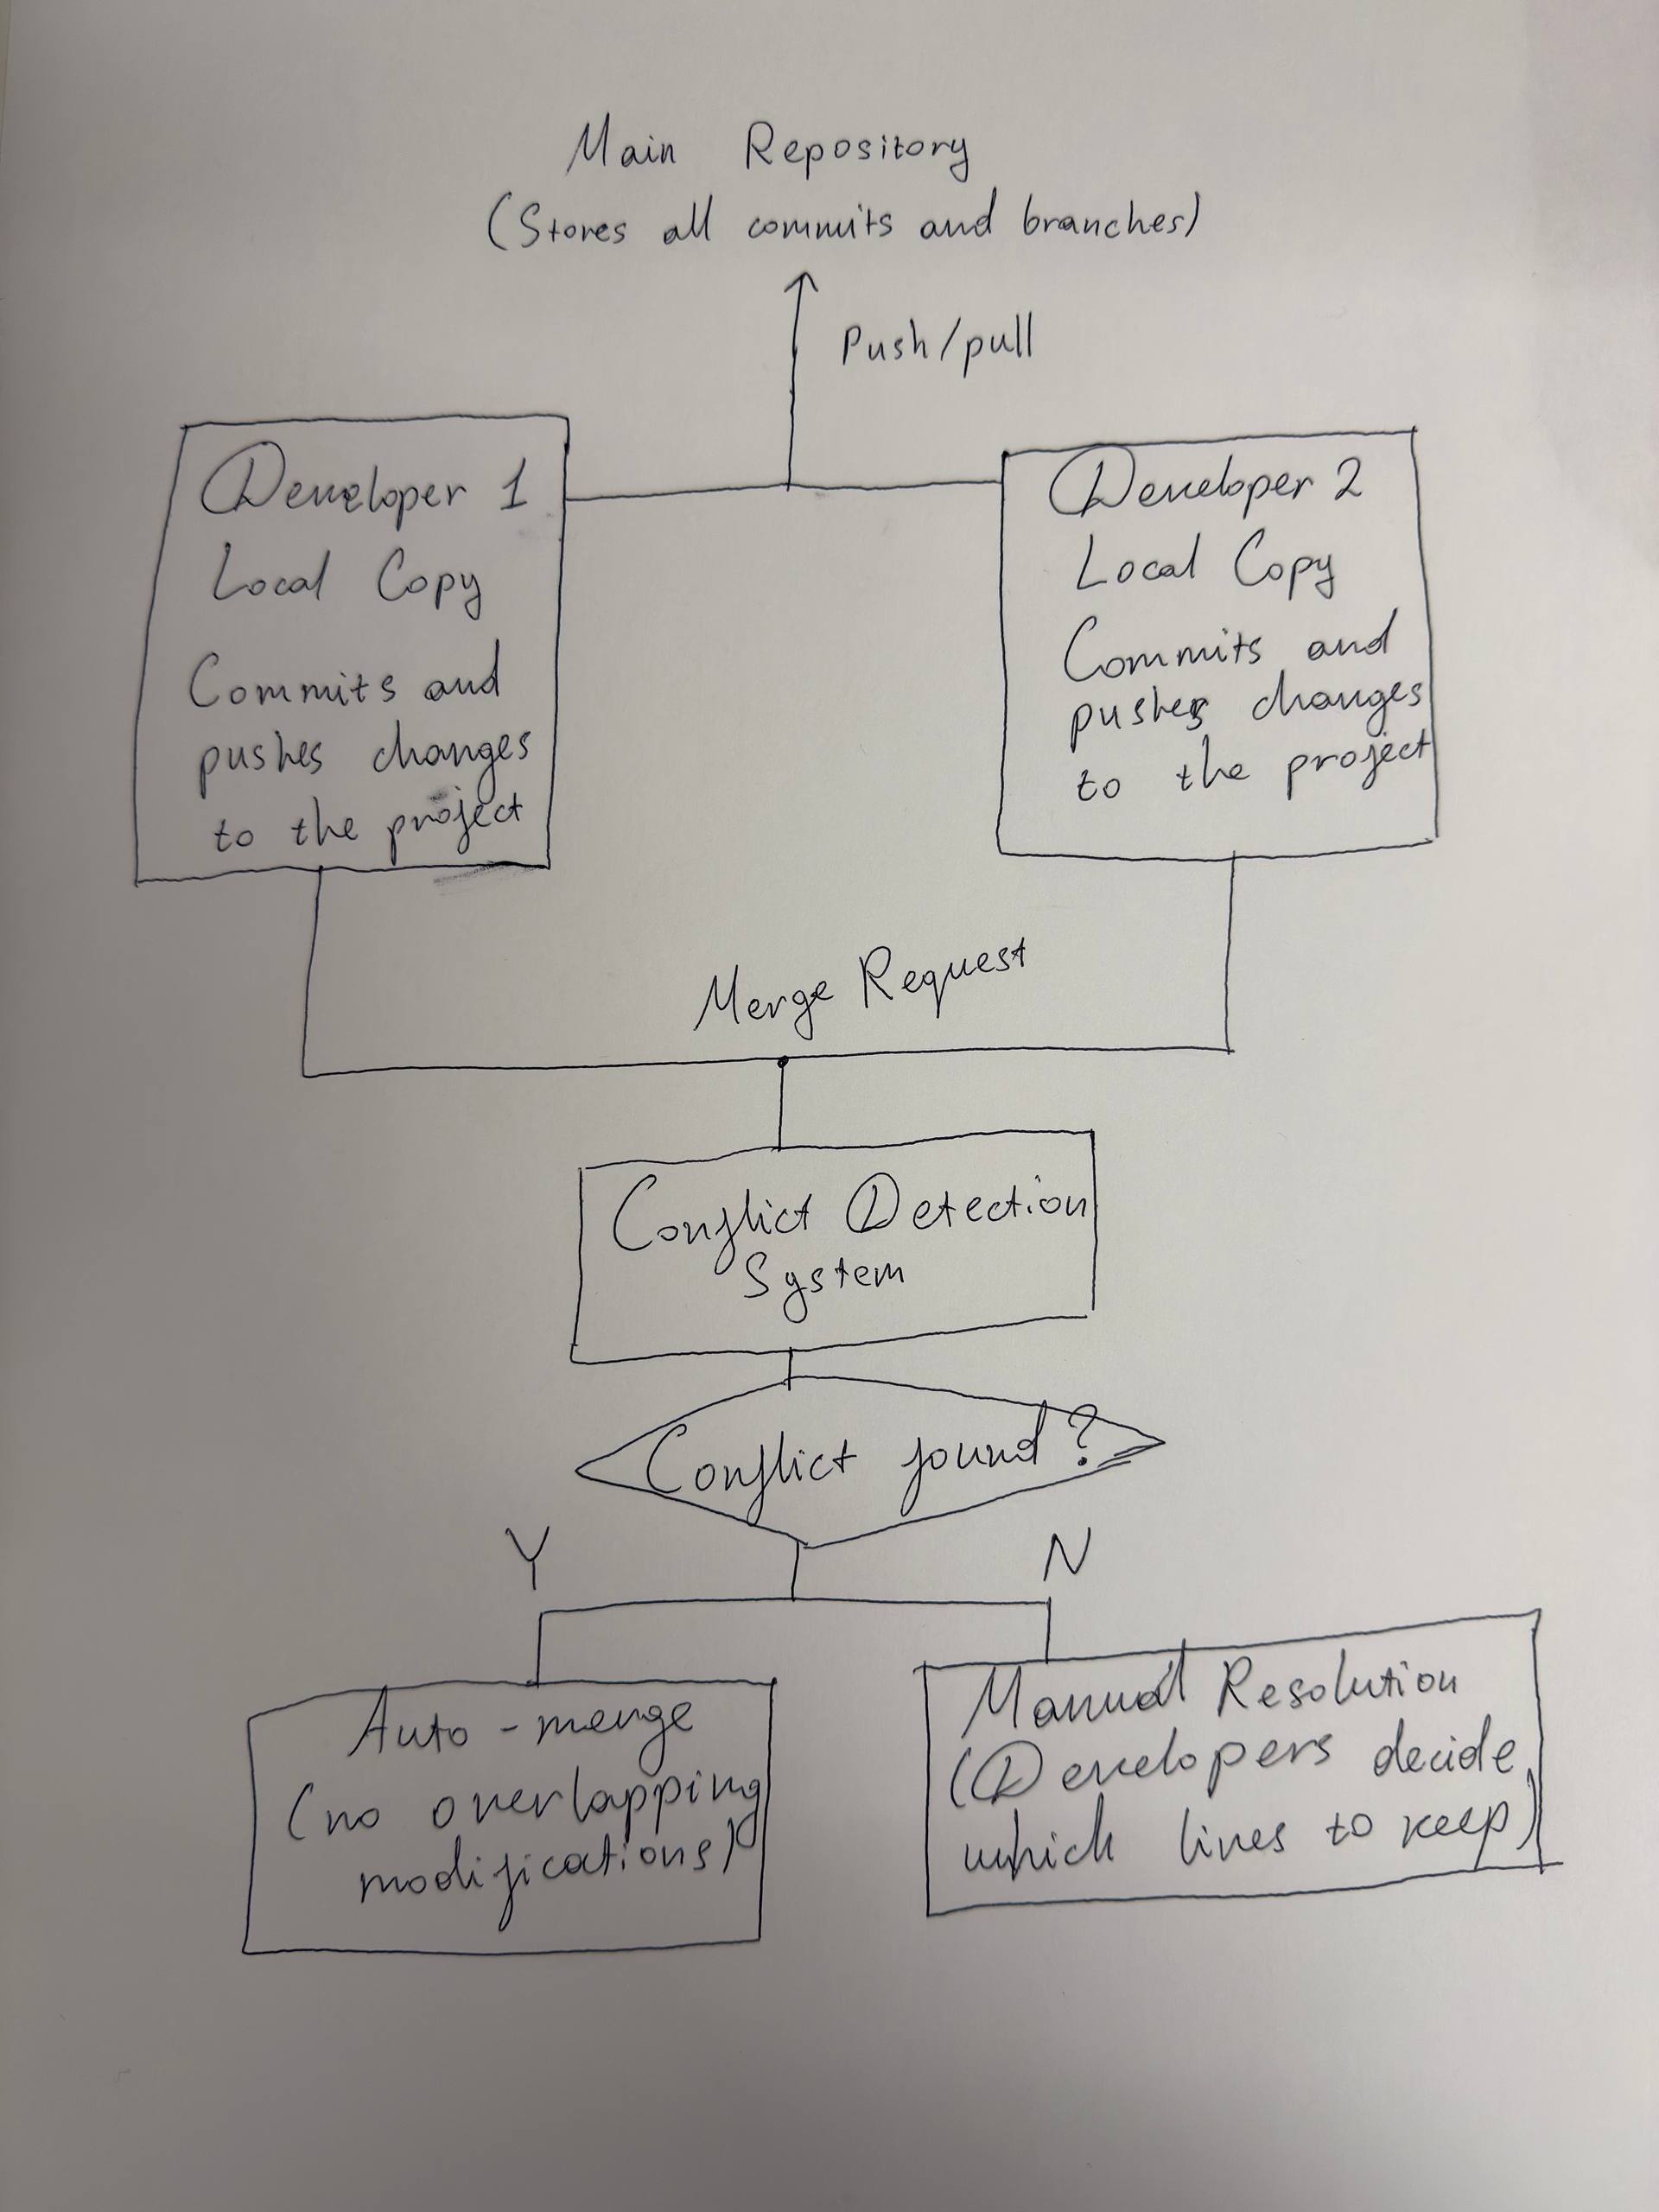 Main Repository
(Stores all commits and branches)
Push/pull
Developer 1
Local Copy
Commits and
pushes changes
to the project
Developer 2
Local Copy
Commits and
pushes changes
to the project
Merge Request
Conflict Detection
System
Conflict found?
Y
N
Auto-merge
(no overlapping
modifications)
Manual Resolution
(Developers decide
which lines to keep)